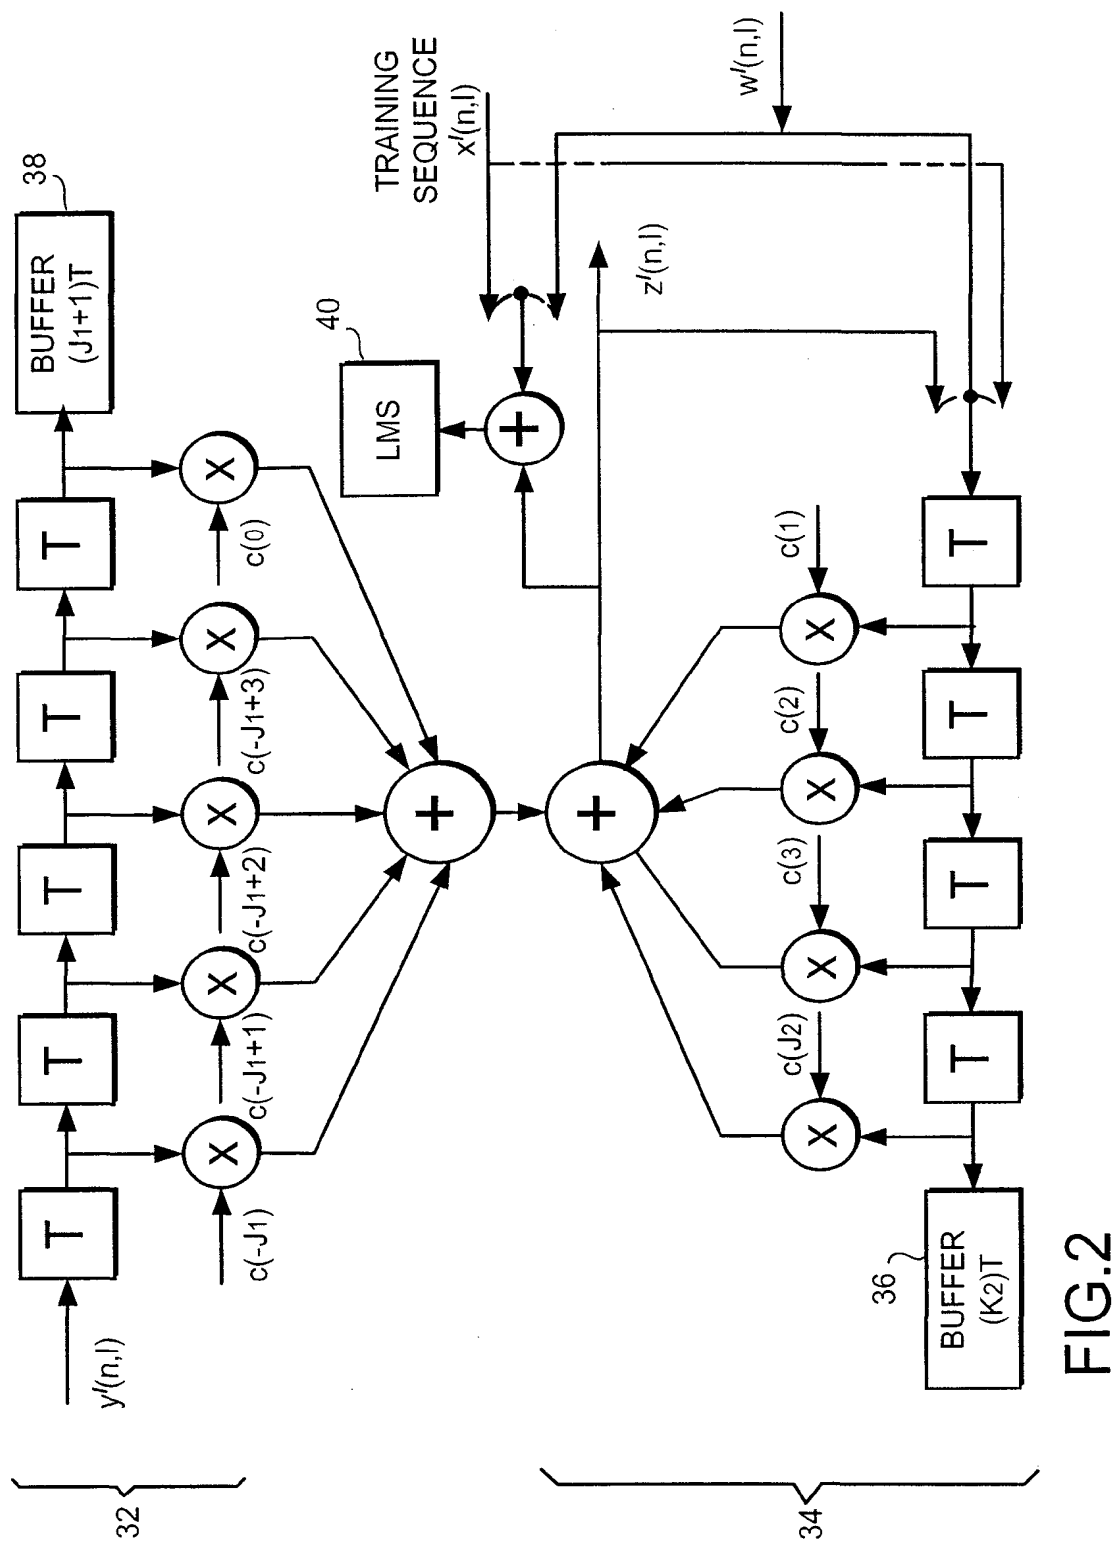 32
y'(n,l)
T
T
T
T
T
BUFFER
(J1+1)T
38
c(-J1)
X
c(-J1+1)
X
c(-J1+2)
X
c(-J1+3)
X
c(0)
X
+
LMS
40
+
TRAINING
SEQUENCE
x'(n,l)
34
+
z'(n,l)
w'(n,l)
c(J2)
X
c(3)
X
c(2)
X
c(1)
X
36
BUFFER
(K2)T
T
T
T
T
FIG.2